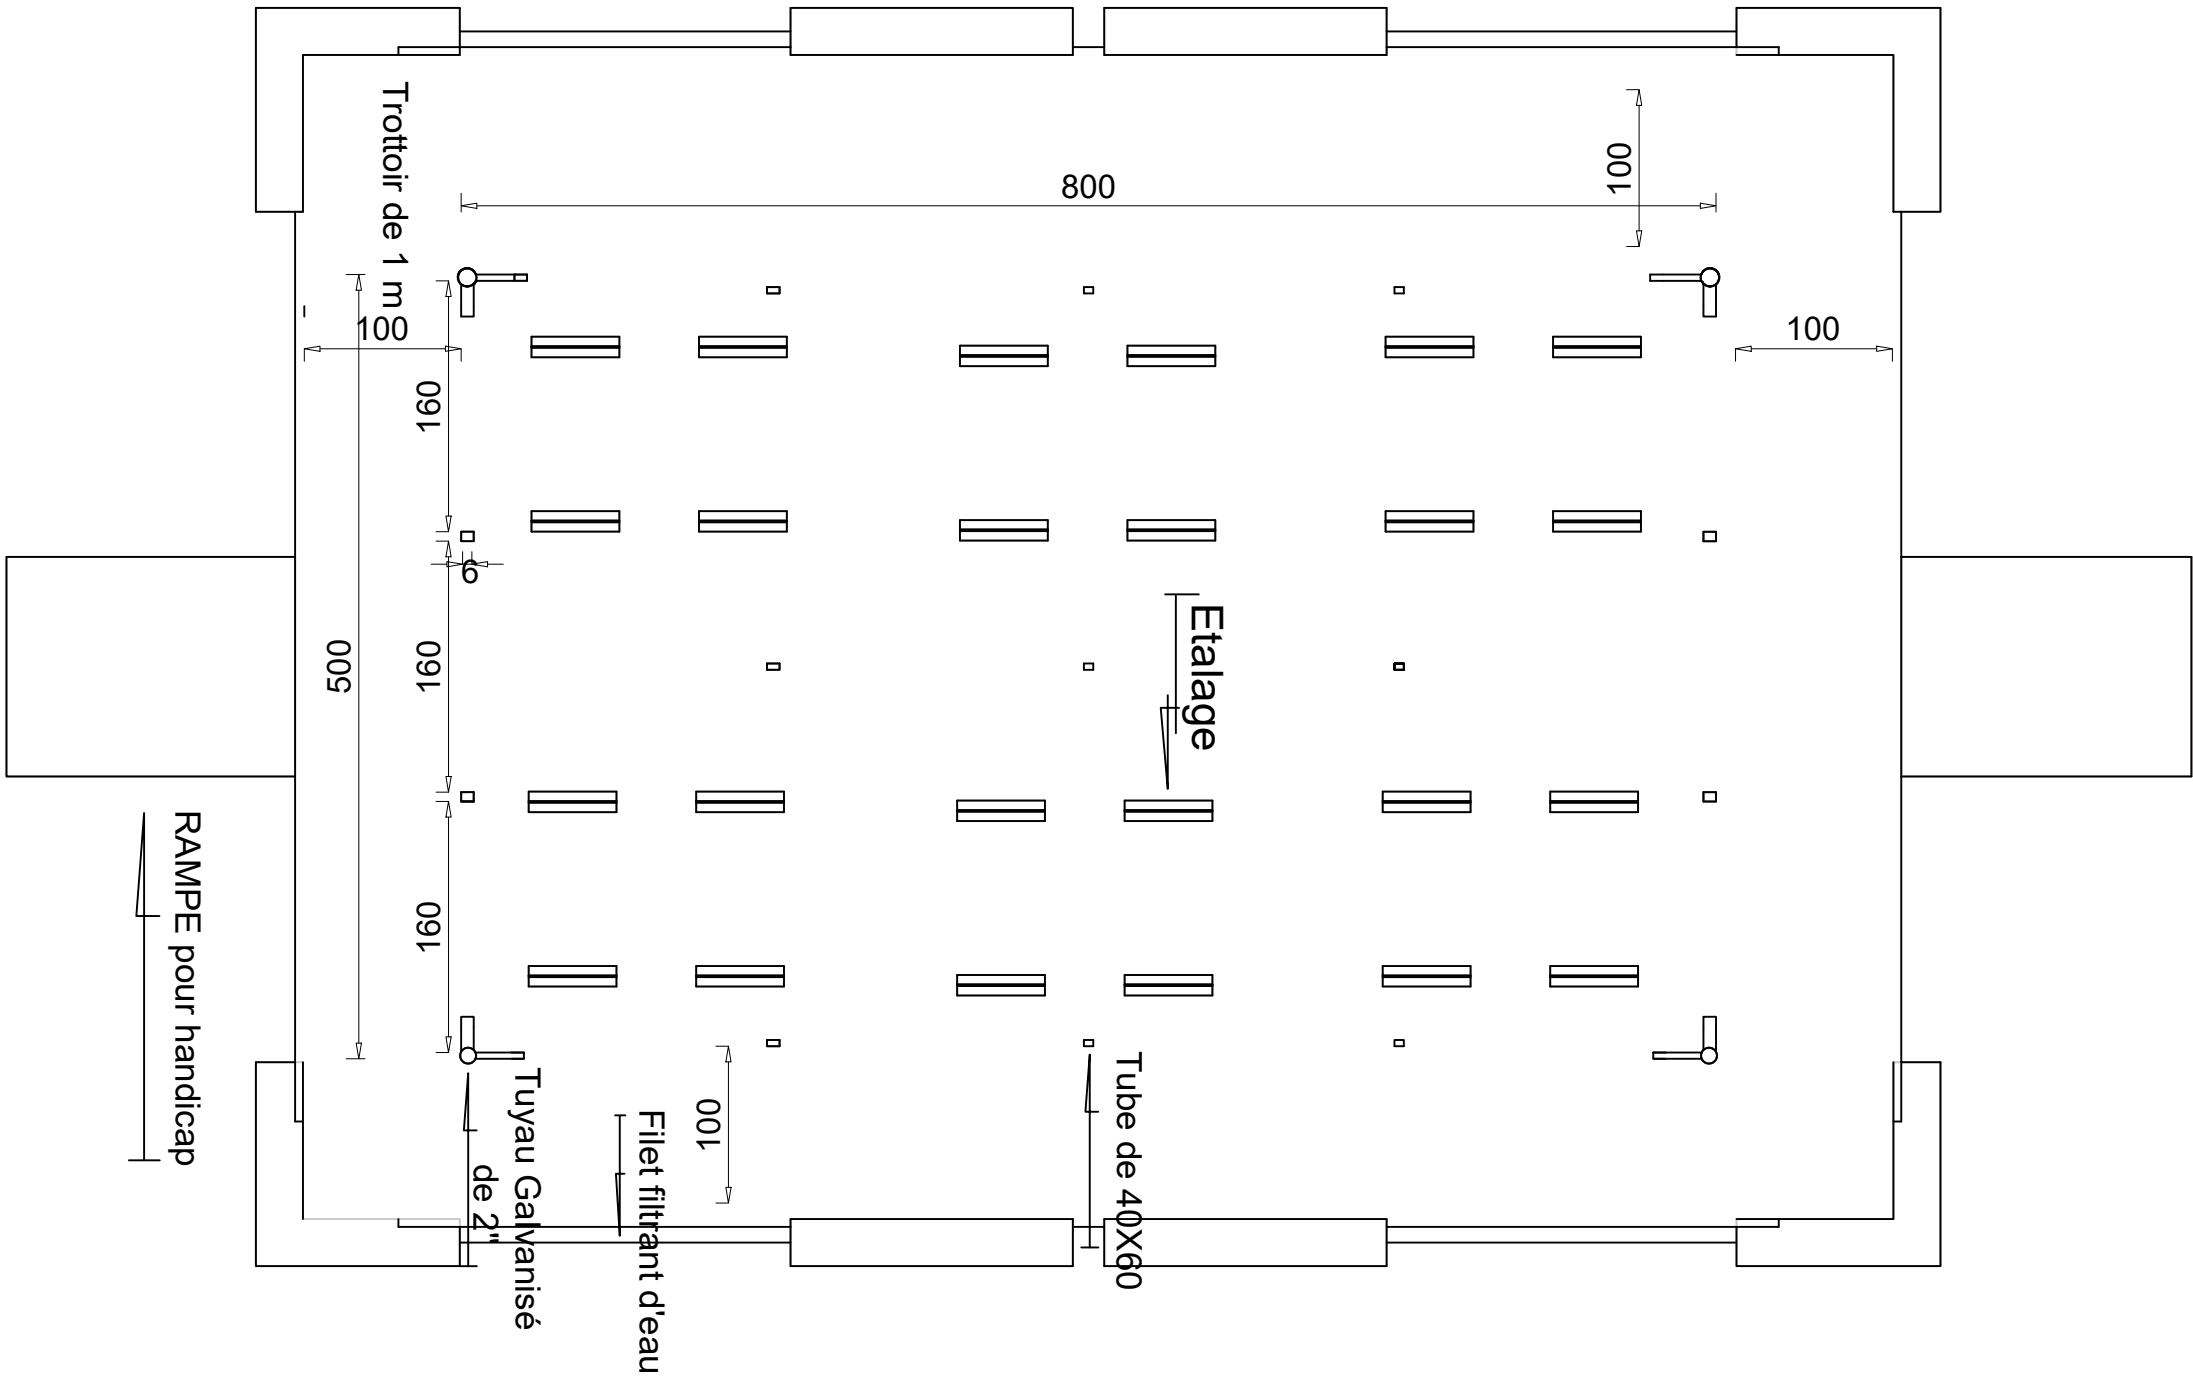 800
100
Trottoir de 1 m
100
100
160
6
160
500
Etalage
160
RAMPE pour handicap
100
Tube de 40X60
Tuyau Galvanisé
de 2"
Filet filtrant d'eau